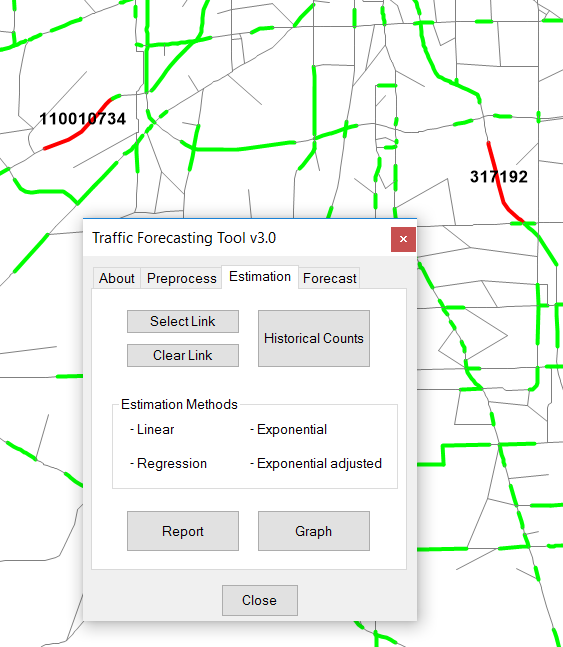 110010734
317192
Traffic Forecasting Tool v3.0
×
About Preprocess Estimation Forecast
Select Link
Historical Counts
Clear Link
Estimation Methods
- Linear - Exponential
- Regression - Exponential adjusted
Report Graph
Close